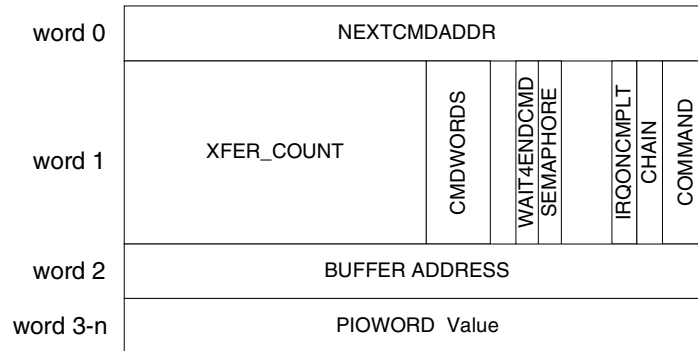 word 0
NEXTCMDADDR
word 1
XFER_COUNT
CMDWORDS
WAIT4ENDCMD
SEMAPHORE
IRQONCMPLT
CHAIN
COMMAND
word 2
BUFFER ADDRESS
word 3-n
PIOWORD Value